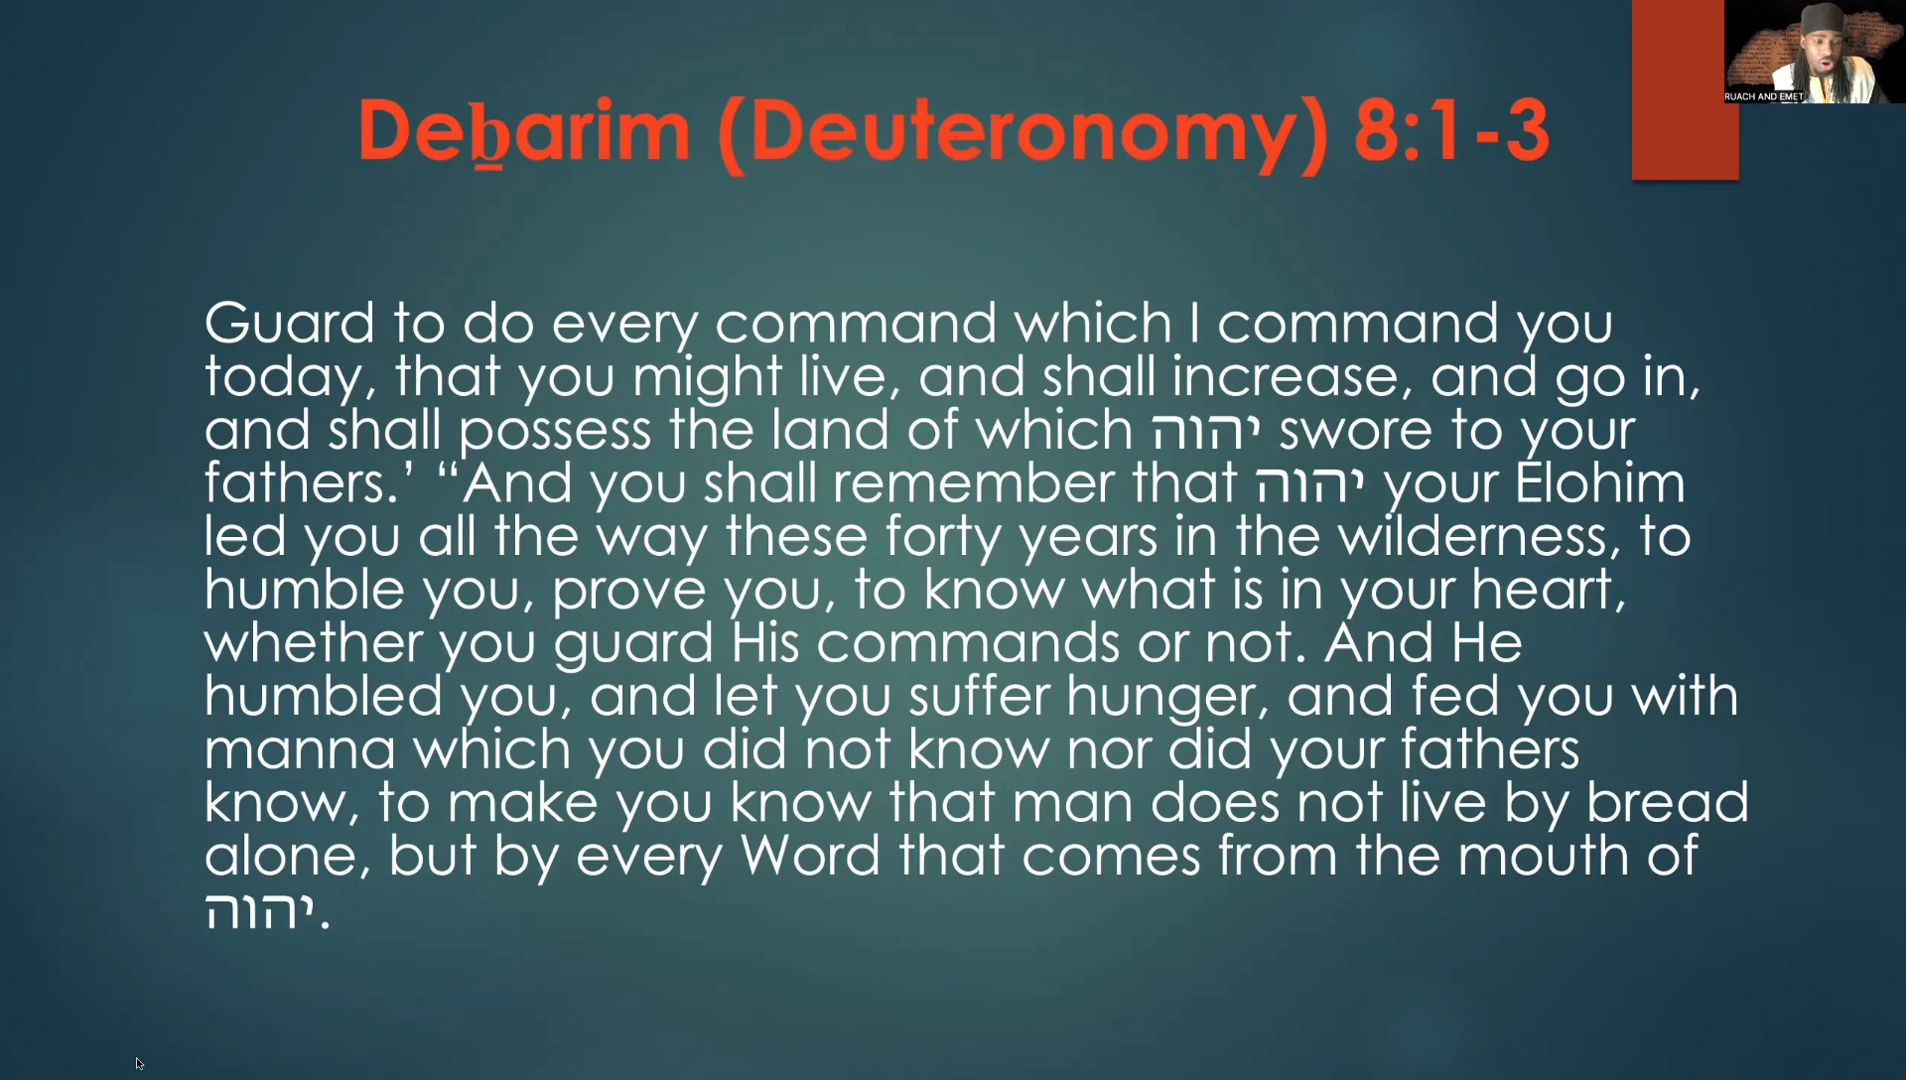 RUACH AND EMET
Deḇarim (Deuteronomy) 8:1-3
Guard to do every command which I command you
today, that you might live, and shall increase, and go in,
and shall possess the land of which יהוה swore to your
fathers.’ “And you shall remember that יהוה your Elohim
led you all the way these forty years in the wilderness, to
humble you, prove you, to know what is in your heart,
whether you guard His commands or not. And He
humbled you, and let you suffer hunger, and fed you with
manna which you did not know nor did your fathers
know, to make you know that man does not live by bread
alone, but by every Word that comes from the mouth of
יהוה.